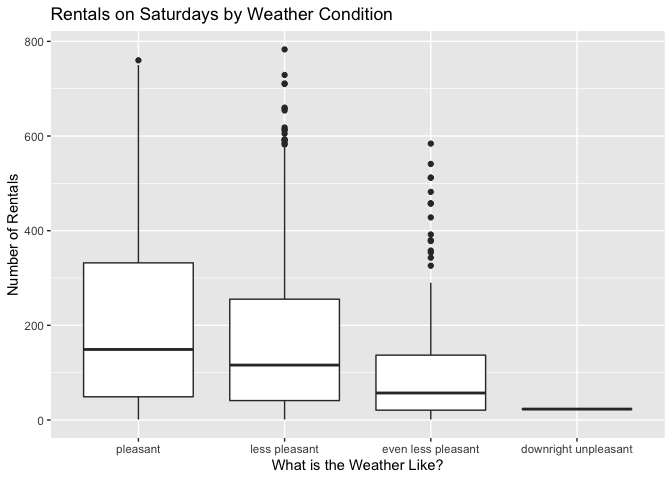 Rentals on Saturdays by Weather Condition
800
600
400
200
0
Number of Rentals
pleasant
less pleasant
even less pleasant
downright unpleasant
What is the Weather Like?